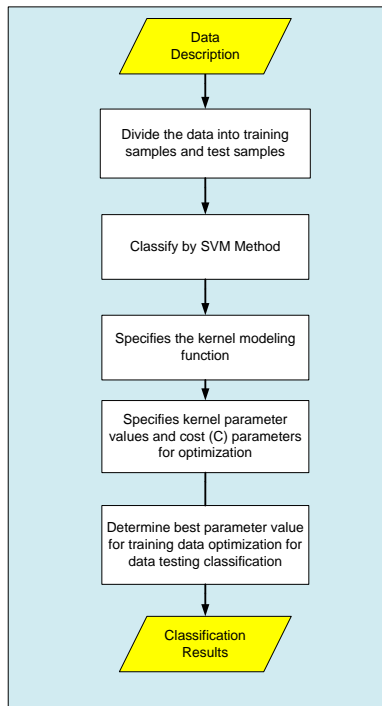 Data
Description
Divide the data into training
samples and test samples
Classify by SVM Method
Specifies the kernel modeling
function
Specifies kernel parameter
values and cost (C) parameters
for optimization
Determine best parameter value
for training data optimization for
data testing classification
Classification
Results